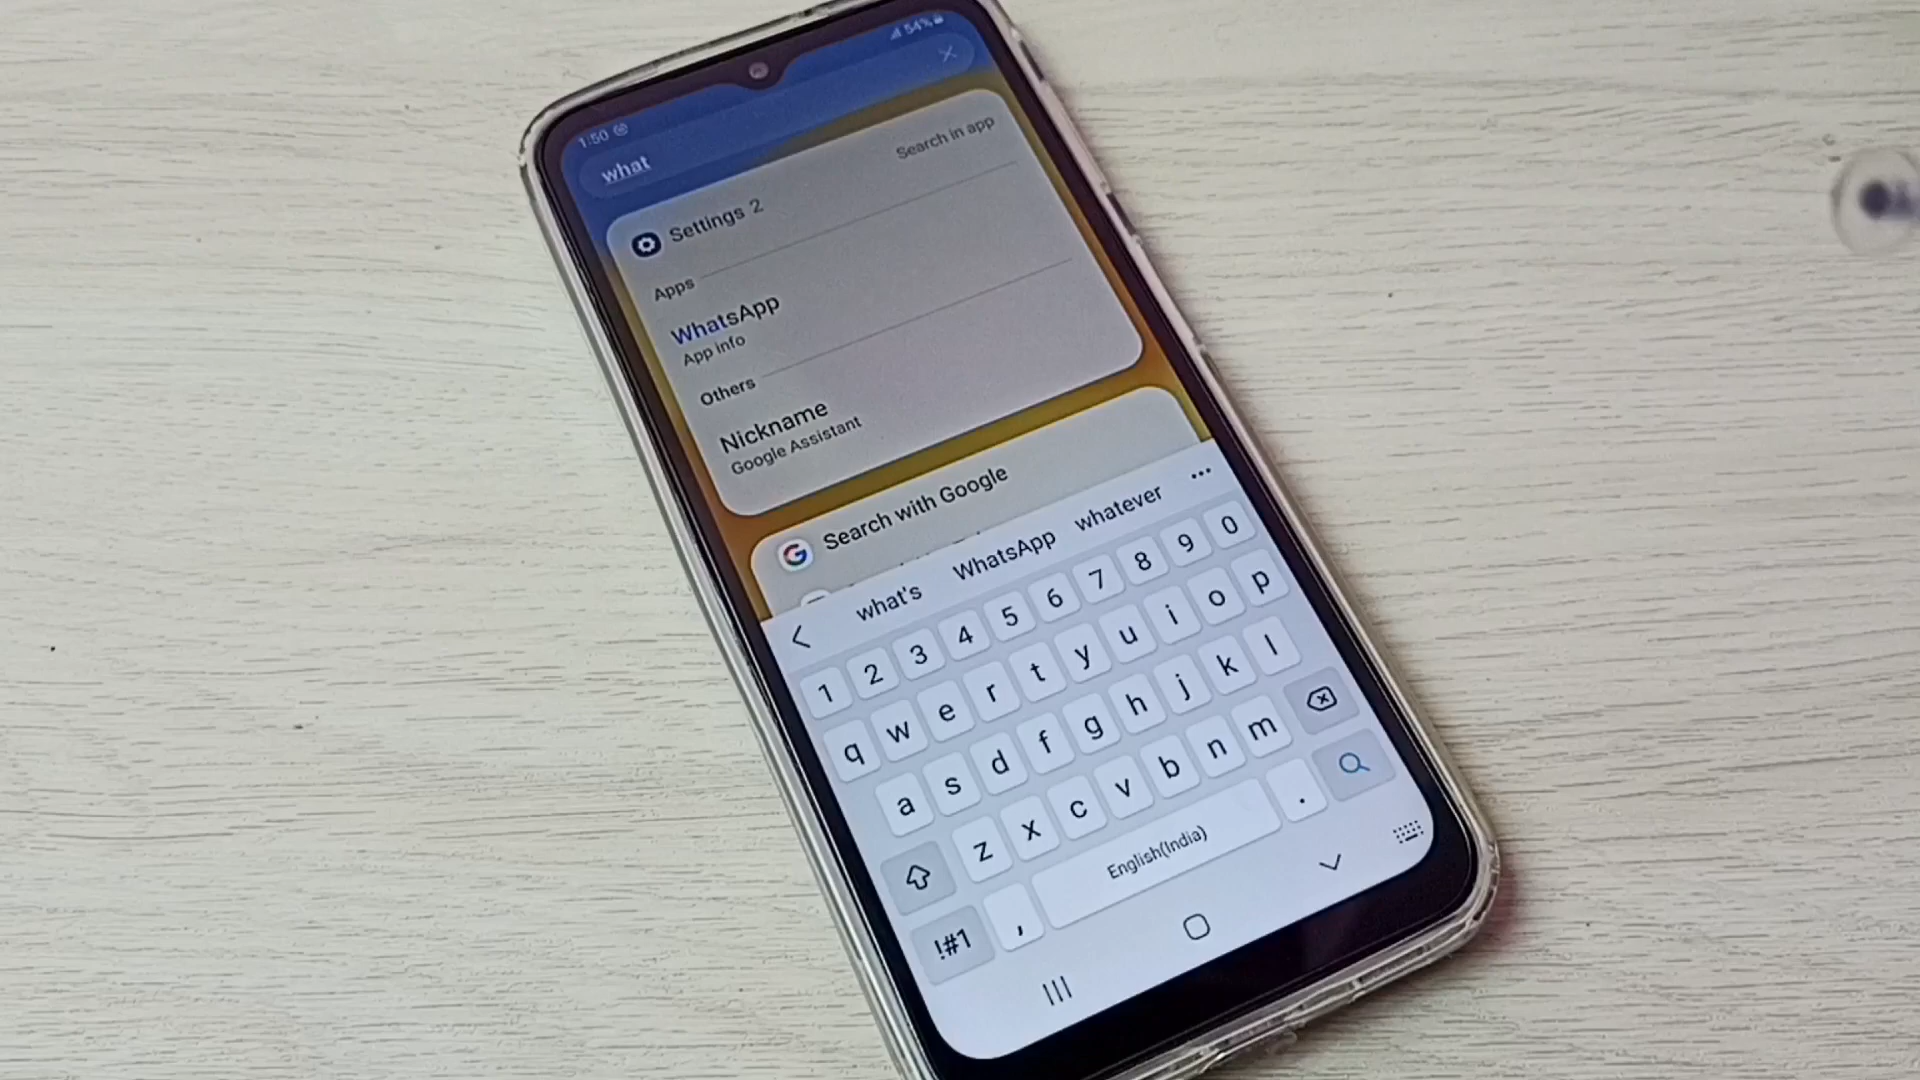 1:50
54%
what
Settings 2
Search in app
Apps
WhatsApp
App info
Others
Nickname
Google Assistant
G Search with Google
what's WhatsApp whatever
1 2 3 4 5 6 7 8 9 0
q w e r t y u i o p
a s d f g h j k l
z x c v b n m
!#1 , English(India) .